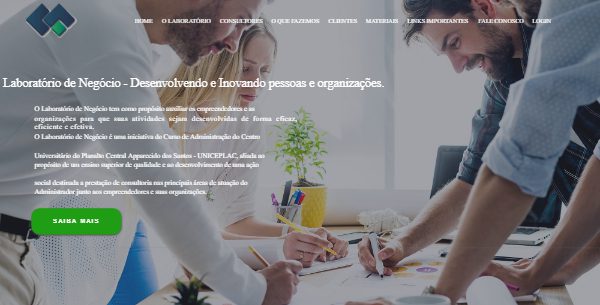 HOME O LABORATÓRIO CONSULTORES O QUE FAZEMOS CLIENTES MATERIAIS LINKS IMPORTANTES FALE CONOSCO LOGIN
Laboratório de Negócio - Desenvolvendo e Inovando pessoas e organizações.
O Laboratório de Negócio tem como propósito auxiliar os empreendedores e as
organizações para que suas atividades sejam desenvolvidas de forma eficaz,
eficiente e efetiva.
O Laboratório de Negócio é uma iniciativa do Curso de Administração do Centro
Universitário do Planalto Central Apparecido dos Santos - UNICEPLAC, aliada ao
propósito de um ensino superior de qualidade e ao desenvolvimento de uma ação
social destinada a prestação de consultoria nas principais áreas de atuação do
Administrador junto aos empreendedores e suas organizações.
SAIBA MAIS